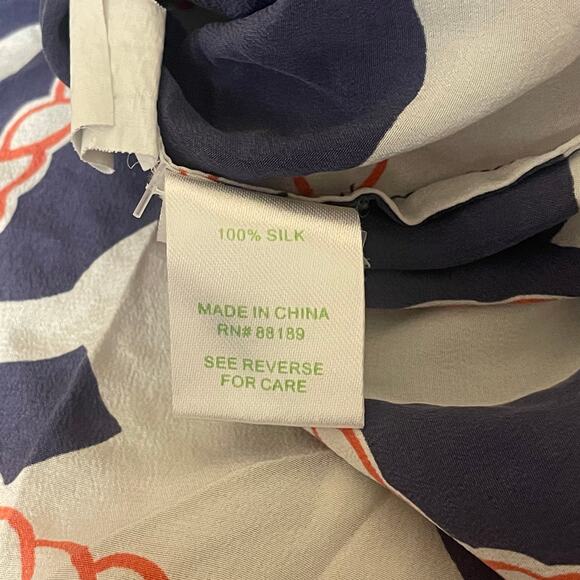 100% SILK
MADE IN CHINA
RN# 88189
SEE REVERSE
FOR CARE